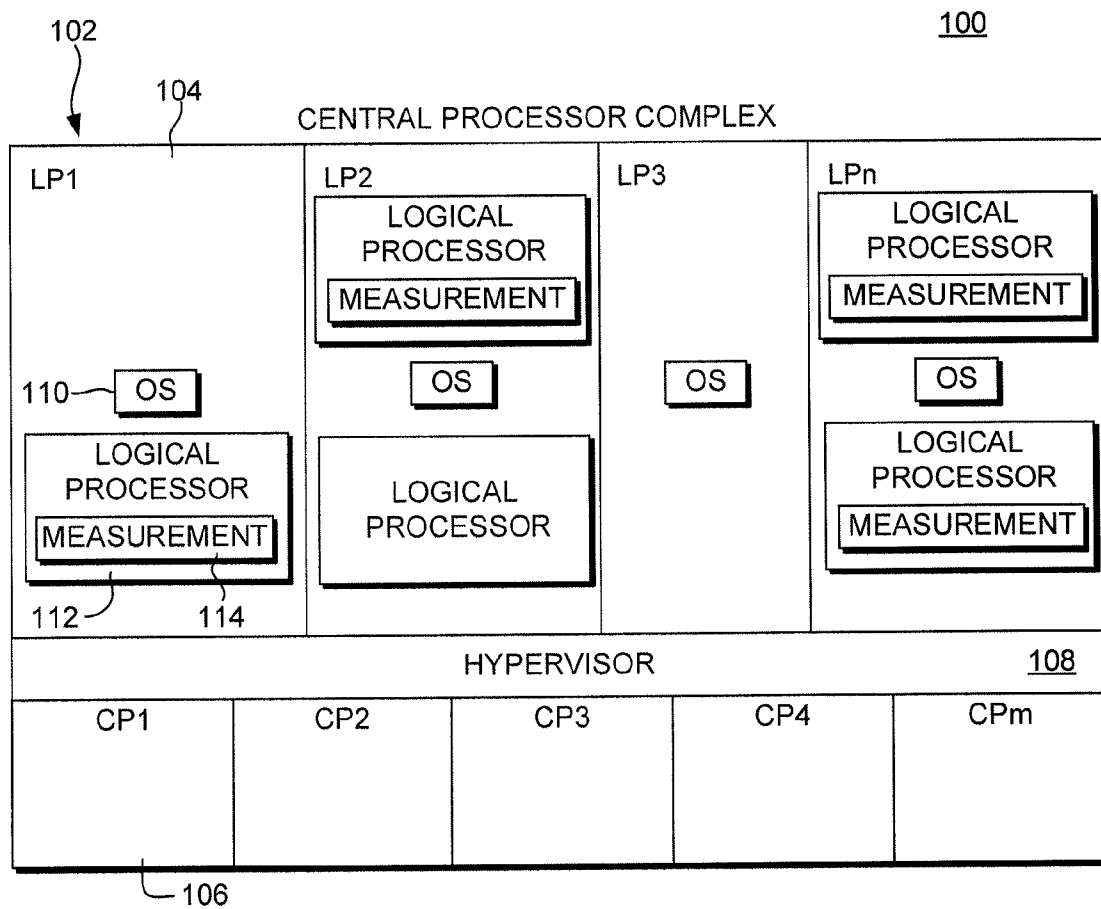 100
102
104
CENTRAL PROCESSOR COMPLEX
LP1
LP2
LP3
LPn
LOGICAL
PROCESSOR
MEASUREMENT
LOGICAL
PROCESSOR
MEASUREMENT
110
OS
OS
OS
OS
LOGICAL
PROCESSOR
MEASUREMENT
LOGICAL
PROCESSOR
LOGICAL
PROCESSOR
MEASUREMENT
112
114
HYPERVISOR
108
CP1
CP2
CP3
CP4
CPm
106